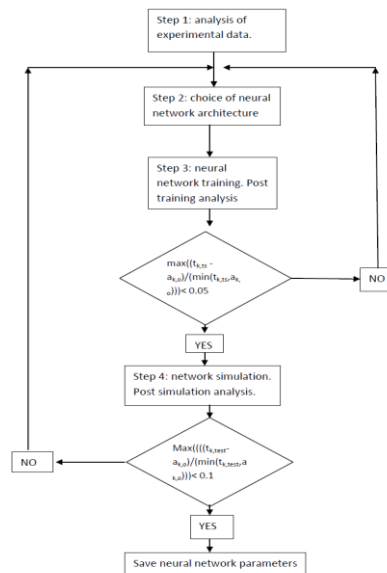 Step 1: analysis of
experimental data.
Step 2: choice of neural
network architecture
Step 3: neural
network training. Post
training analysis
max((t_k,ts -
a_k,o)/(min(t_k,ts,a_k,
o)))< 0.05
NO
YES
Step 4: network simulation.
Post simulation analysis.
Max((((t_k,test-
a_k,o)/(min(t_k,test,a
k,o)))< 0.1
NO
YES
Save neural network parameters